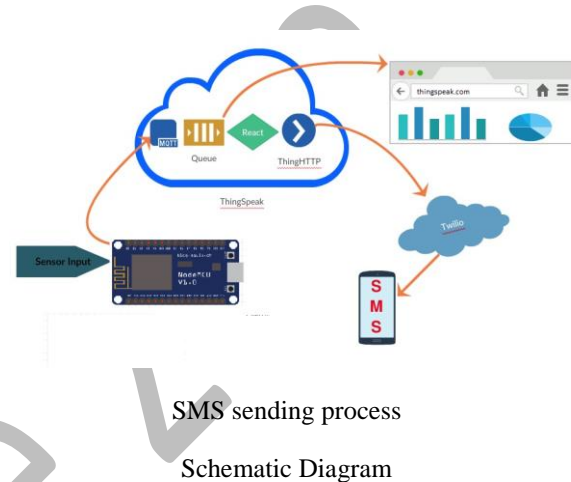 thingspeak.com
MQTT
React
Queue
ThingHTTP
ThingSpeak
Twilio
Sensor Input
NodeMCU
V1.0
S
M
S
SMS sending process
Schematic Diagram